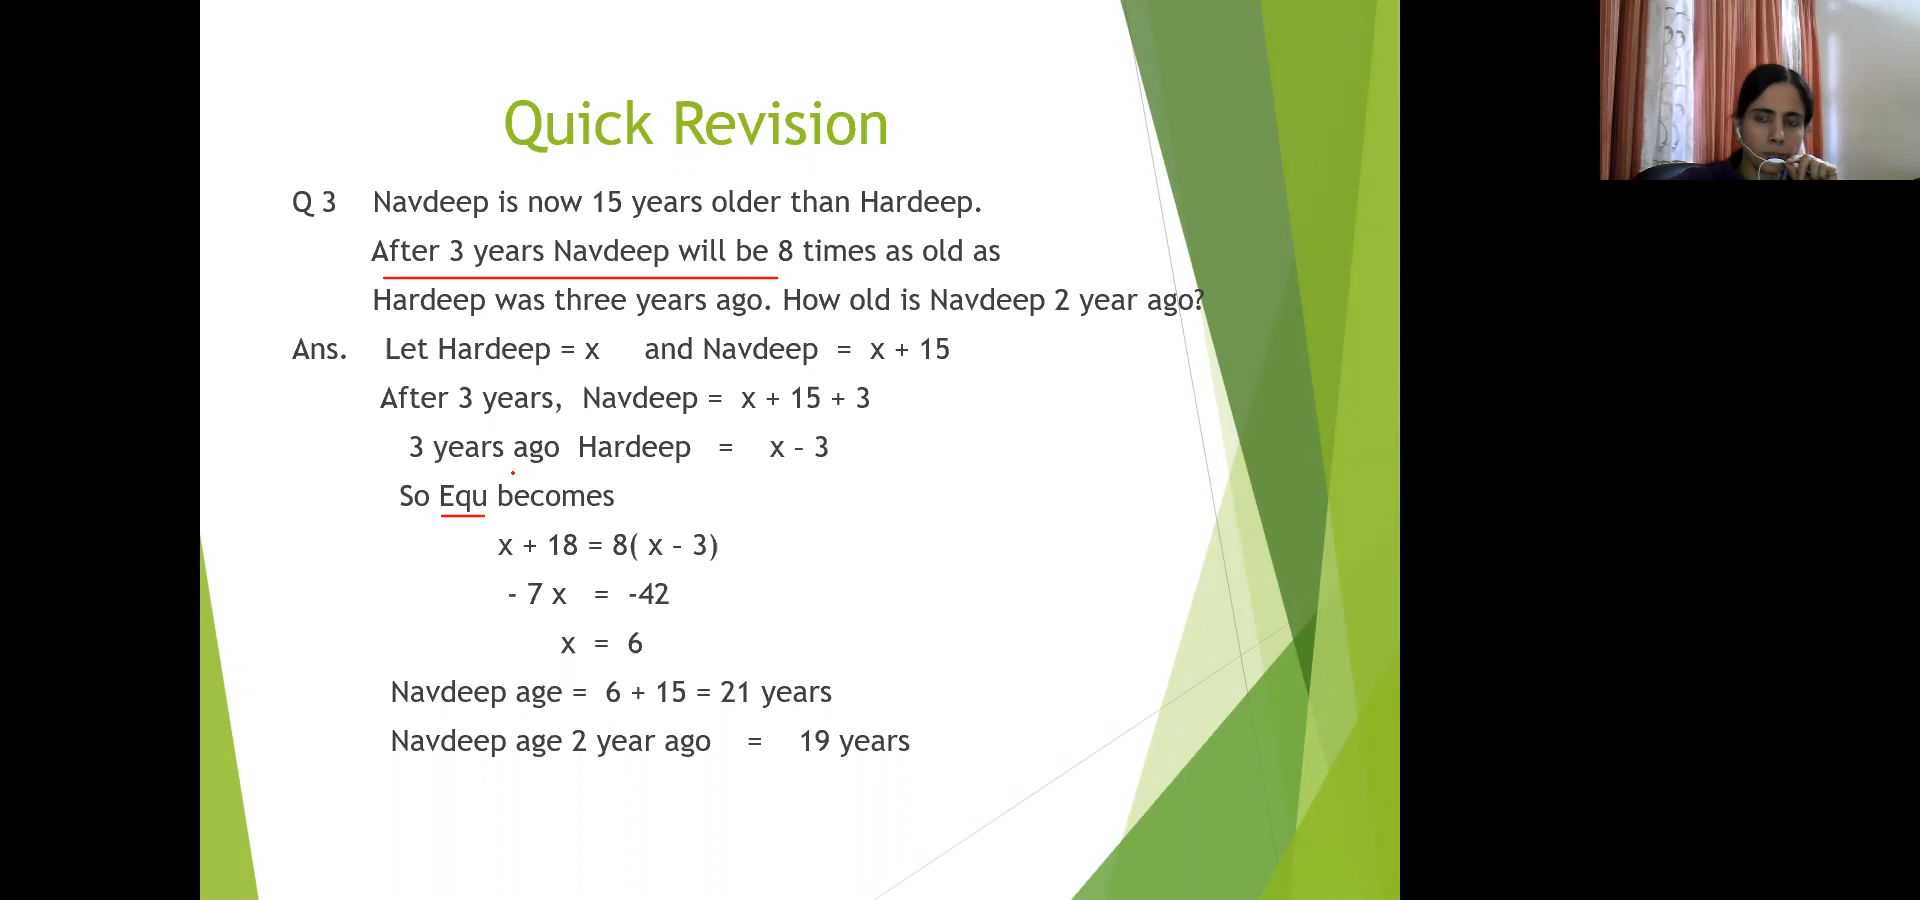 Quick Revision
Q 3 Navdeep is now 15 years older than Hardeep.
After 3 years Navdeep will be 8 times as old as
Hardeep was three years ago. How old is Navdeep 2 year ago?
Ans. Let Hardeep = x and Navdeep = x + 15
After 3 years, Navdeep = x + 15 + 3
3 years ago Hardeep = x – 3
So Equ becomes
x + 18 = 8( x – 3)
- 7 x = -42
x = 6
Navdeep age = 6 + 15 = 21 years
Navdeep age 2 year ago = 19 years